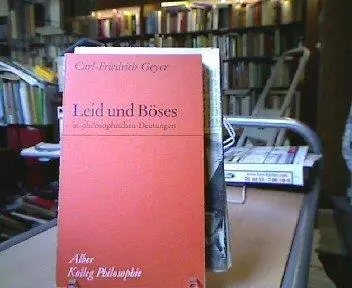 Carl-Friedrich Geyer
Leid und Böses
in philosophischen Deutungen
Alber
Kolleg Philosophie